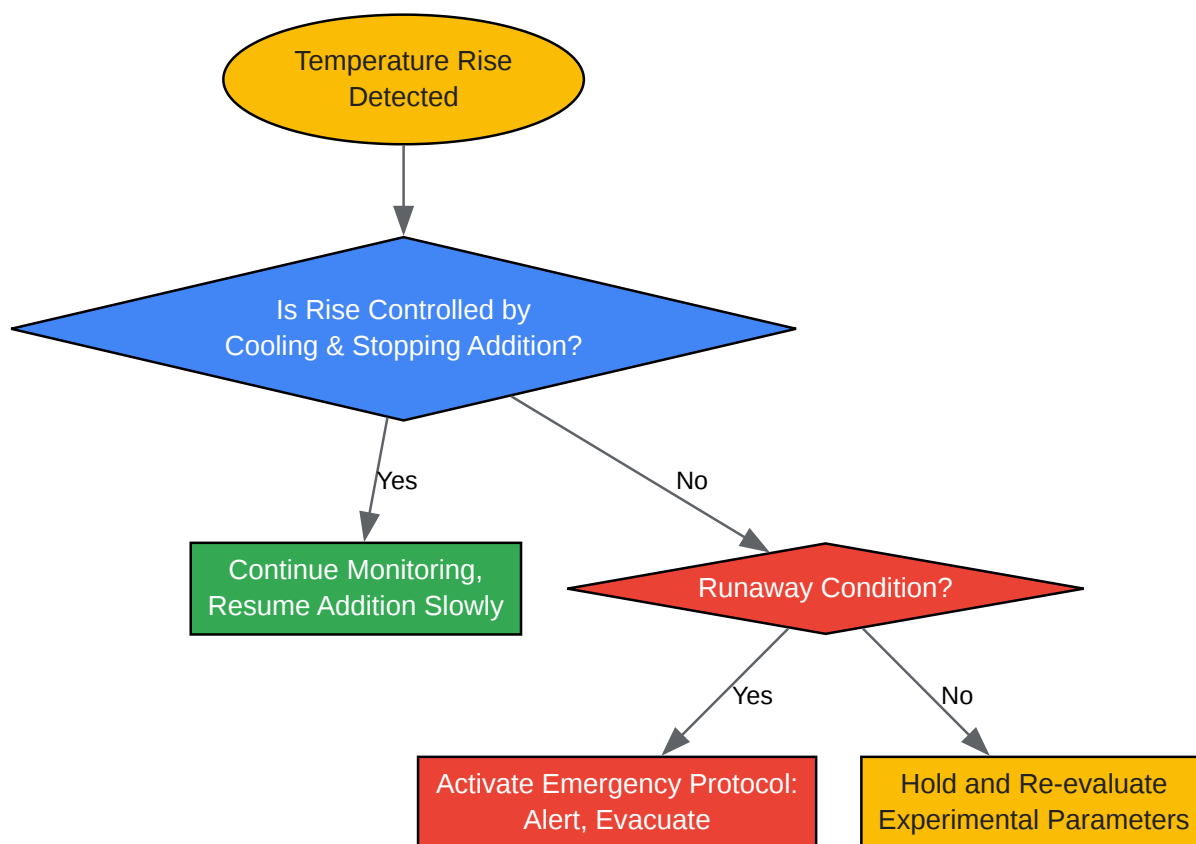 Temperature Rise
Detected
Is Rise Controlled by
Cooling & Stopping Addition?
Yes
No
Continue Monitoring,
Resume Addition Slowly
Runaway Condition?
Yes
No
Activate Emergency Protocol:
Alert, Evacuate
Hold and Re-evaluate
Experimental Parameters